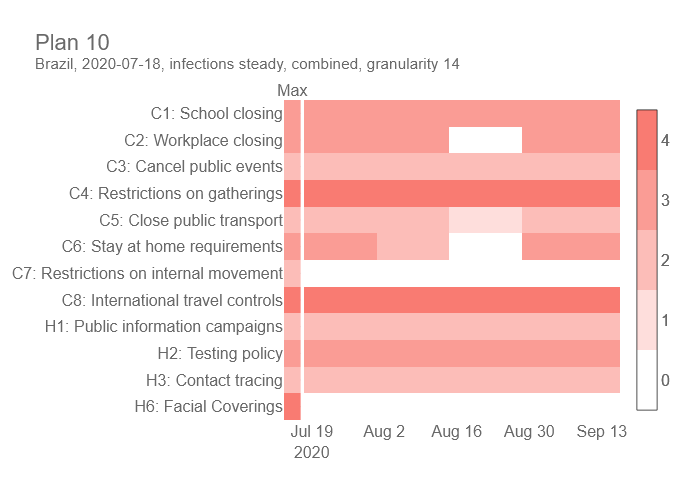 Plan 10
Brazil, 2020-07-18, infections steady, combined, granularity 14
Max
C1: School closing
C2: Workplace closing
C3: Cancel public events
C4: Restrictions on gatherings
C5: Close public transport
C6: Stay at home requirements
C7: Restrictions on internal movement
C8: International travel controls
H1: Public information campaigns
H2: Testing policy
H3: Contact tracing
H6: Facial Coverings
Jul 19 Aug 2 Aug 16 Aug 30 Sep 13
2020
4
3
2
1
0